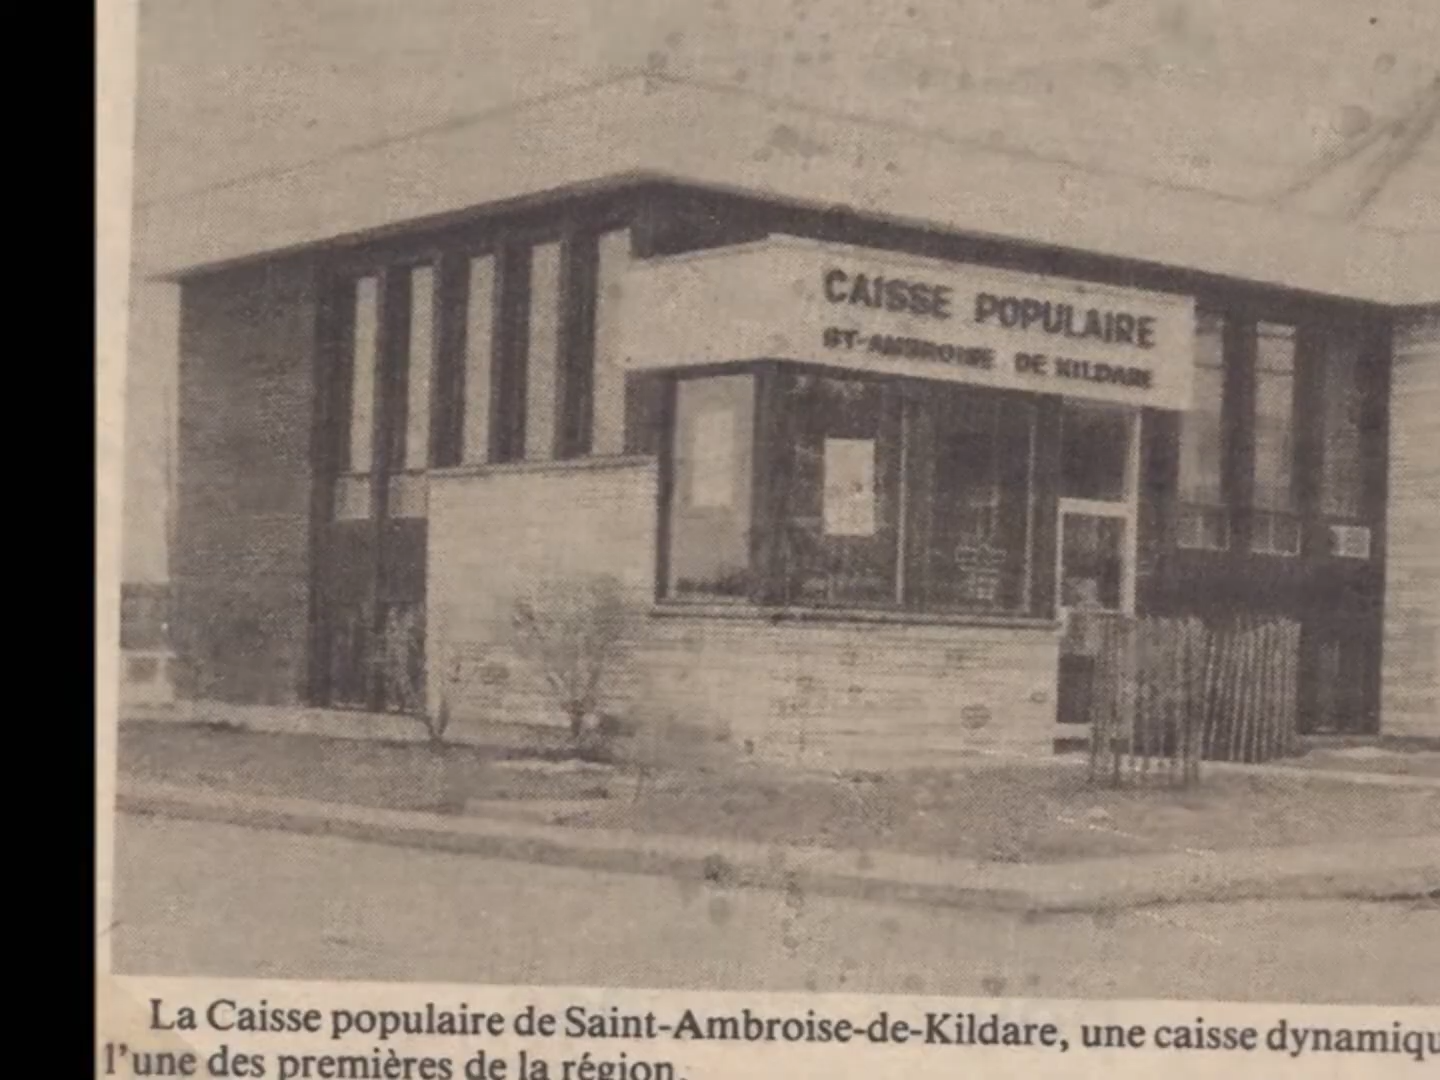 CAISSE POPULAIRE
ST-AMBROISE DE KILDARE
La Caisse populaire de Saint-Ambroise-de-Kildare, une caisse dynamiqu
l'une des premières de la région.